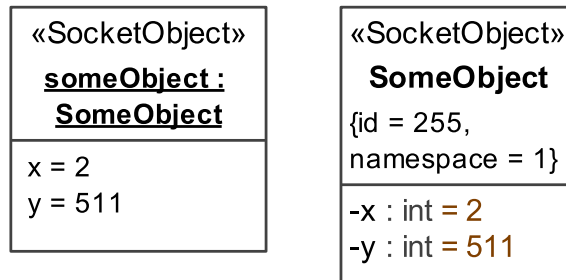 «SocketObject»
someObject :
SomeObject
x = 2
y = 511
«SocketObject»
SomeObject
{id = 255,
namespace = 1}
-x : int = 2
-y : int = 511